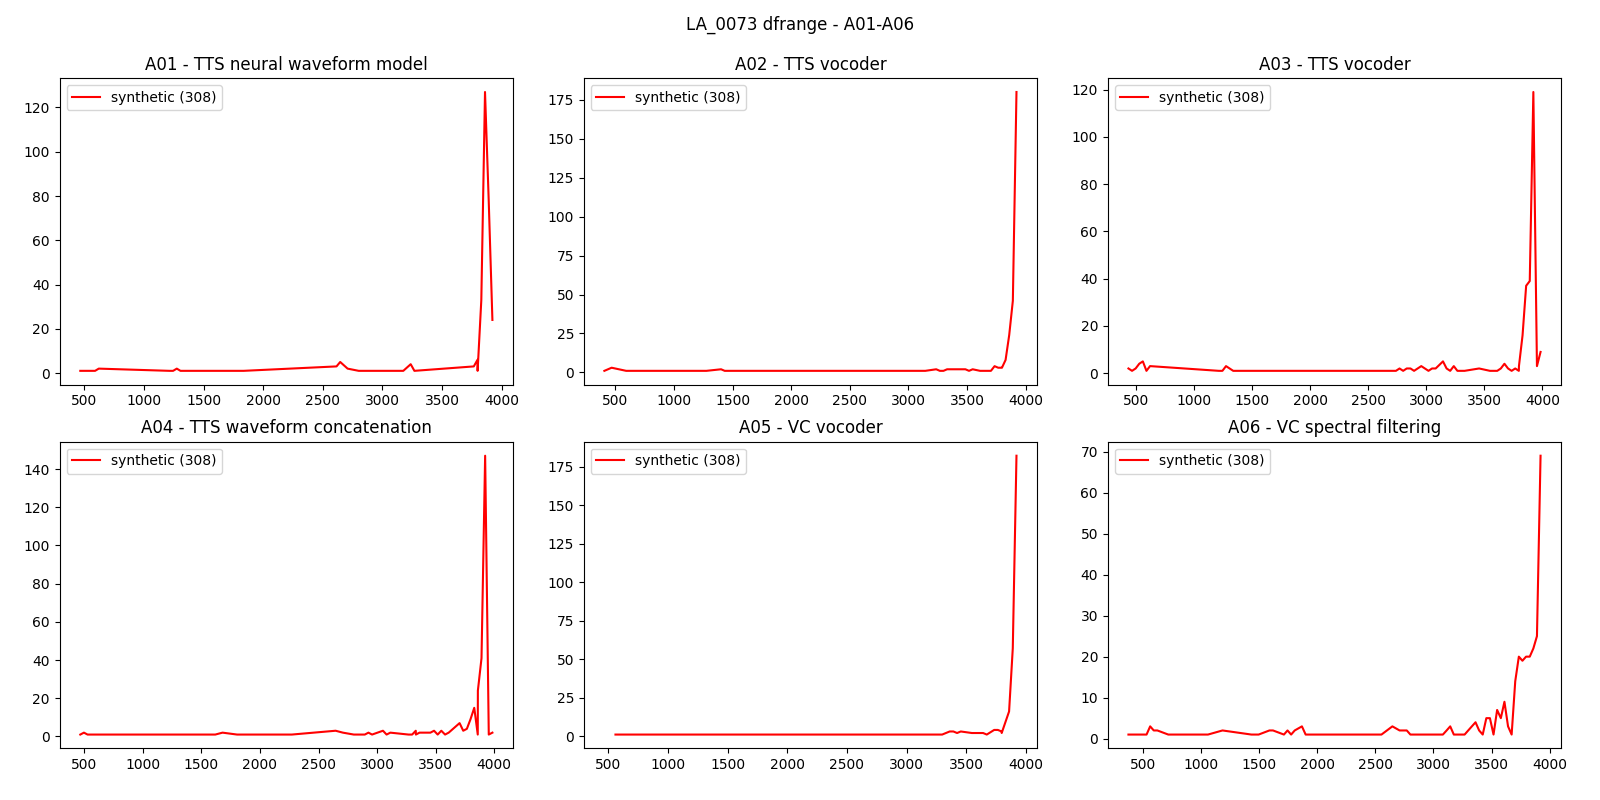 LA_0073 dfrange - A01-A06
A01 - TTS neural waveform model
synthetic (308)
120
100
80
60
40
20
0
500 1000 1500 2000 2500 3000 3500 4000
A02 - TTS vocoder
synthetic (308)
175
150
125
100
75
50
25
0
500 1000 1500 2000 2500 3000 3500 4000
A03 - TTS vocoder
synthetic (308)
120
100
80
60
40
20
0
500 1000 1500 2000 2500 3000 3500 4000
A04 - TTS waveform concatenation
synthetic (308)
140
120
100
80
60
40
20
0
500 1000 1500 2000 2500 3000 3500 4000
A05 - VC vocoder
synthetic (308)
175
150
125
100
75
50
25
0
500 1000 1500 2000 2500 3000 3500 4000
A06 - VC spectral filtering
synthetic (308)
70
60
50
40
30
20
10
0
500 1000 1500 2000 2500 3000 3500 4000